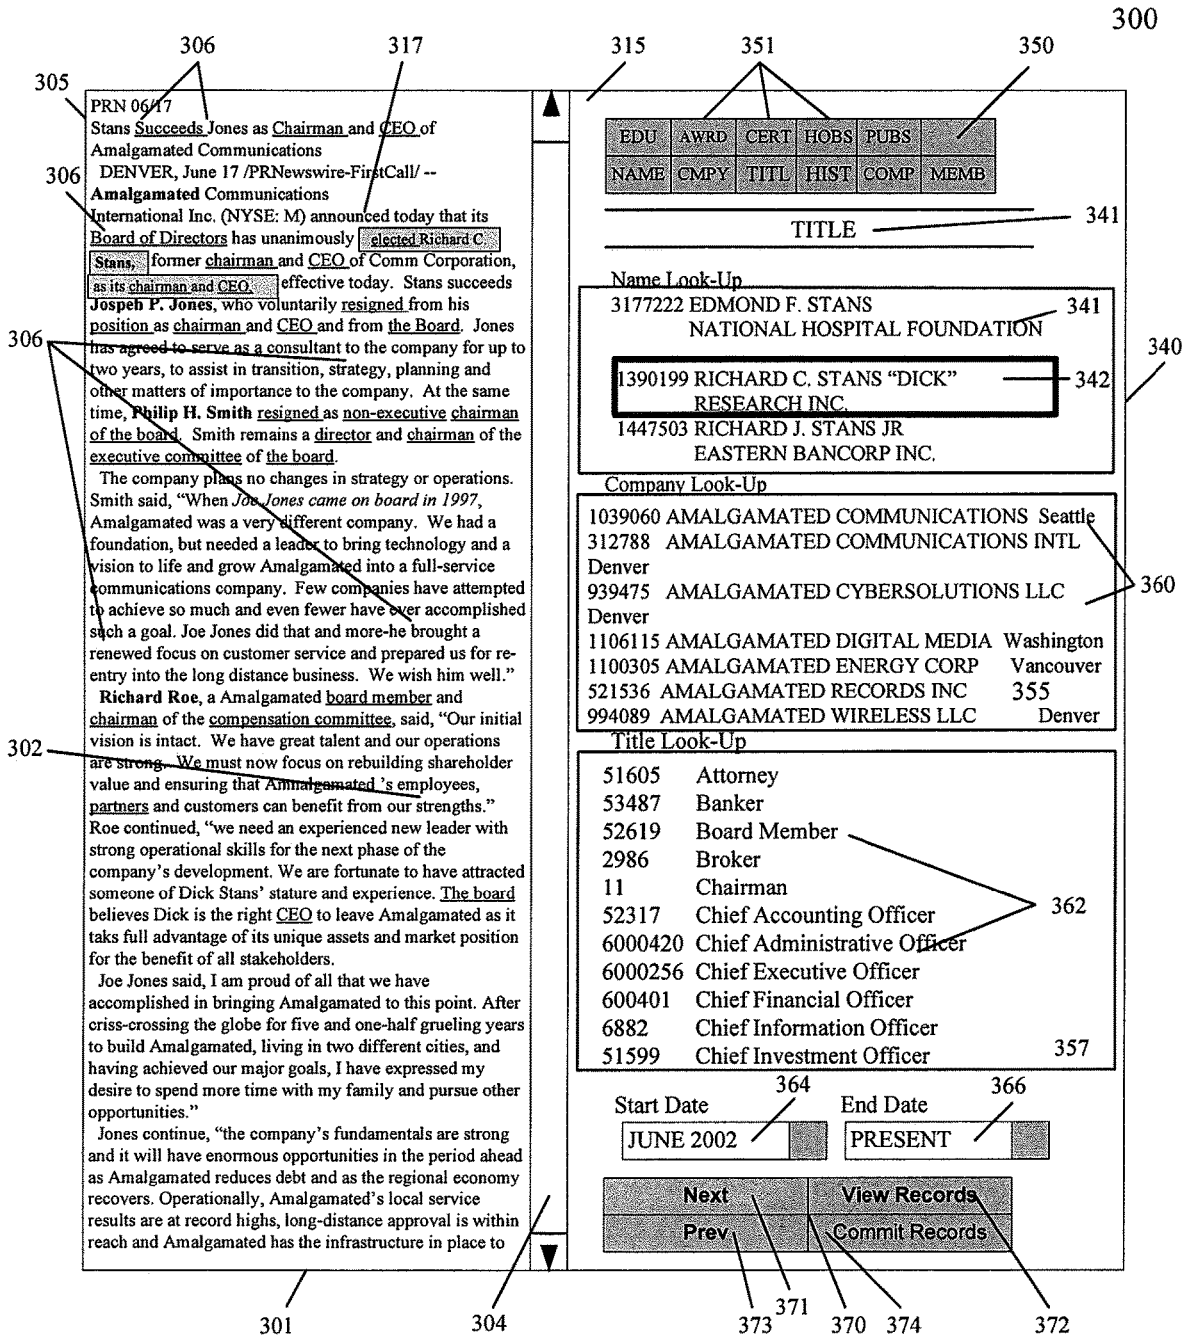 300
306
317
315
351
350
305
PRN 06/17
Stans Succeeds Jones as Chairman and CEO of
Amalgamated Communications
DENVER, June 17 /PRNewswire-FirstCall/ --
306
Amalgamated Communications
International Inc. (NYSE: M) announced today that its
Board of Directors has unanimously elected Richard C
Stans, former chairman and CEO of Comm Corporation,
as its chairman and CEO, effective today. Stans succeeds
Jospeh P. Jones, who voluntarily resigned from his
position as chairman and CEO and from the Board. Jones
306
has agreed to serve as a consultant to the company for up to
two years, to assist in transition, strategy, planning and
other matters of importance to the company. At the same
time, Philip H. Smith resigned as non-executive chairman
of the board. Smith remains a director and chairman of the
executive committee of the board.
The company plans no changes in strategy or operations.
Smith said, “When Joe Jones came on board in 1997,
Amalgamated was a very different company. We had a
foundation, but needed a leader to bring technology and a
vision to life and grow Amalgamated into a full-service
communications company. Few companies have attempted
to achieve so much and even fewer have ever accomplished
such a goal. Joe Jones did that and more-he brought a
renewed focus on customer service and prepared us for re-
entry into the long distance business. We wish him well.”
Richard Roe, a Amalgamated board member and
chairman of the compensation committee, said, “Our initial
vision is intact. We have great talent and our operations
302
are strong. We must now focus on rebuilding shareholder
value and ensuring that Amnalgamated ’s employees,
partners and customers can benefit from our strengths.”
Roe continued, “we need an experienced new leader with
strong operational skills for the next phase of the
company’s development. We are fortunate to have attracted
someone of Dick Stans’ stature and experience. The board
believes Dick is the right CEO to leave Amalgamated as it
taks full advantage of its unique assets and market position
for the benefit of all stakeholders.
Joe Jones said, I am proud of all that we have
accomplished in bringing Amalgamated to this point. After
criss-crossing the globe for five and one-half grueling years
to build Amalgamated, living in two different cities, and
having achieved our major goals, I have expressed my
desire to spend more time with my family and pursue other
opportunities.”
Jones continue, “the company’s fundamentals are strong
and it will have enormous opportunities in the period ahead
as Amalgamated reduces debt and as the regional economy
recovers. Operationally, Amalgamated’s local service
results are at record highs, long-distance approval is within
reach and Amalgamated has the infrastructure in place to
EDU AWRD CERT HOBS PUBS
NAME CMPY TITL HIST COMP MEMB
TITLE
341
Name Look-Up
3177222 EDMOND F. STANS
341
NATIONAL HOSPITAL FOUNDATION
340
1390199 RICHARD C. STANS “DICK”
342
RESEARCH INC.
1447503 RICHARD J. STANS JR
EASTERN BANCORP INC.
Company Look-Up
1039060 AMALGAMATED COMMUNICATIONS Seattle
312788 AMALGAMATED COMMUNICATIONS INTL
Denver
939475 AMALGAMATED CYBERSOLUTIONS LLC
360
Denver
1106115 AMALGAMATED DIGITAL MEDIA Washington
1100305 AMALGAMATED ENERGY CORP Vancouver
521536 AMALGAMATED RECORDS INC 355
994089 AMALGAMATED WIRELESS LLC Denver
Title Look-Up
51605 Attorney
53487 Banker
52619 Board Member
2986 Broker
11 Chairman
362
52317 Chief Accounting Officer
6000420 Chief Administrative Officer
6000256 Chief Executive Officer
600401 Chief Financial Officer
6882 Chief Information Officer
51599 Chief Investment Officer
357
364
366
Start Date End Date
JUNE 2002 PRESENT
Next View Records
Prev Commit Records
301
304
373
371
370
374
372